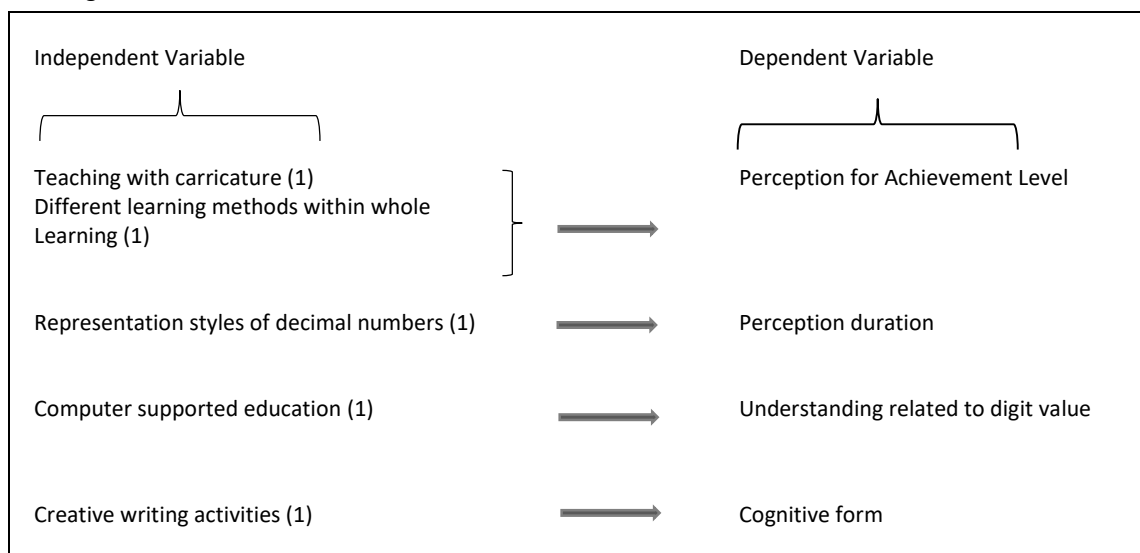 Independent Variable
Dependent Variable
Teaching with carricature (1)
Perception for Achievement Level
Different learning methods within whole
Learning (1)
Representation styles of decimal numbers (1)
Perception duration
Computer supported education (1)
Understanding related to digit value
Creative writing activities (1)
Cognitive form